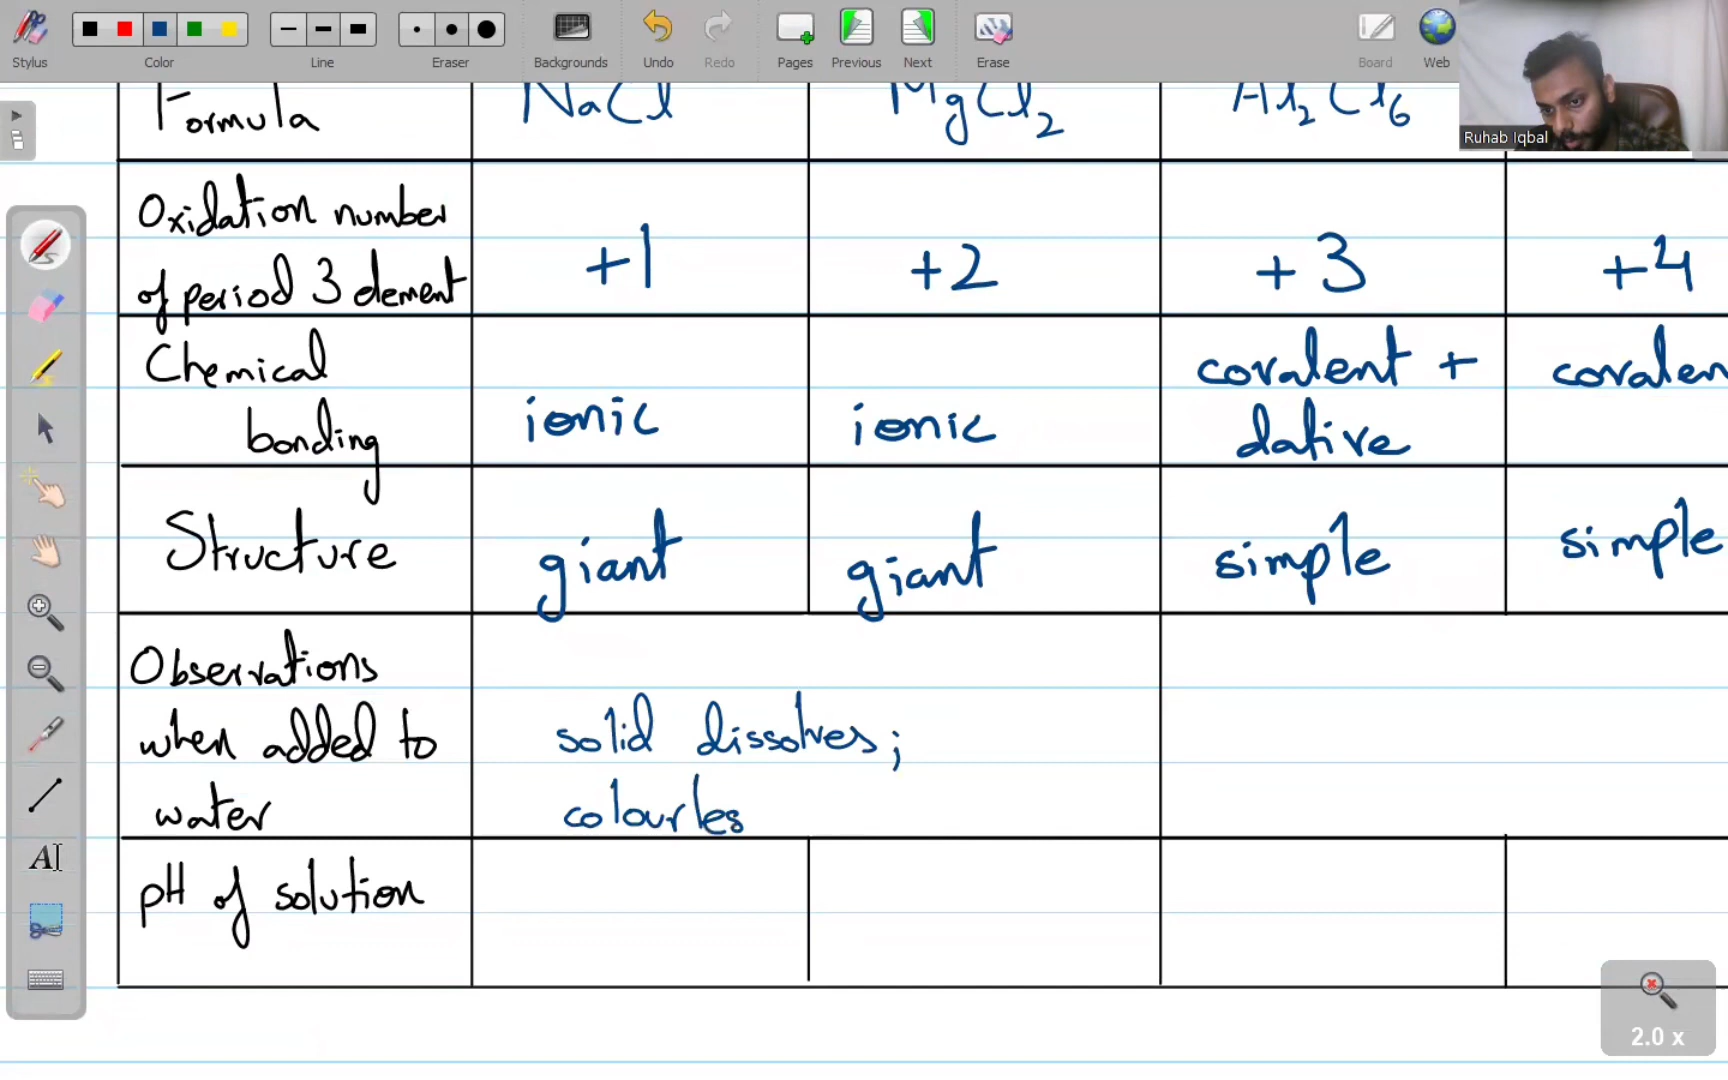 Stylus
Color
Line
Eraser
Backgrounds
Undo
Redo
Pages
Previous
Next
Erase
Board
Web
Ruhab Iqbal
Formula NaCl MgCl2 Al2Cl6
Oxidation number
of period 3 element +1 +2 +3 +4
Chemical
bonding ionic ionic covalent +
dative covalen
Structure giant giant simple simple
Observations
when added to
water
solid dissolves;
colourles
pH of solution
2.0 x